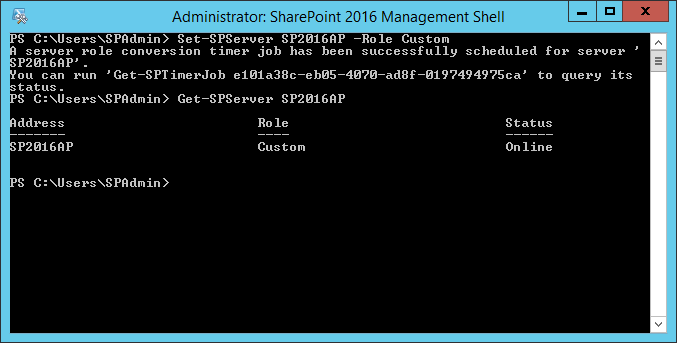 Administrator: SharePoint 2016 Management Shell
PS C:\Users\SPAdmin> Set-SPServer SP2016AP -Role Custom
A server role conversion timer job has been successfully scheduled for server '
SP2016AP'.
You can run 'Get-SPTimerJob e101a38c-eb05-4070-ad8f-0197494975ca' to query its
status.
PS C:\Users\SPAdmin> Get-SPServer SP2016AP
Address Role Status
------- ---- ------
SP2016AP Custom Online
PS C:\Users\SPAdmin>